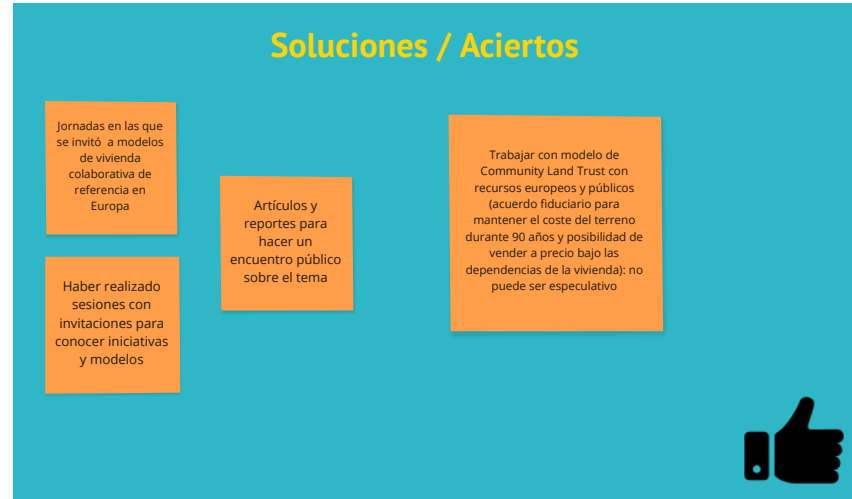 Soluciones / Aciertos
Jornadas en las que
se invitó a modelos
de vivienda
colaborativa de
referencia en
Europa
Haber realizado
sesiones con
invitaciones para
conocer iniciativas
y modelos
Artículos y
reportes para
hacer un
encuentro público
sobre el tema
Trabajar con modelo de
Community Land Trust con
recursos europeos y públicos
(acuerdo fiduciario para
mantener el coste del terreno
durante 90 años y posibilidad de
vender a precio bajo las
dependencias de la vivienda): no
puede ser especulativo